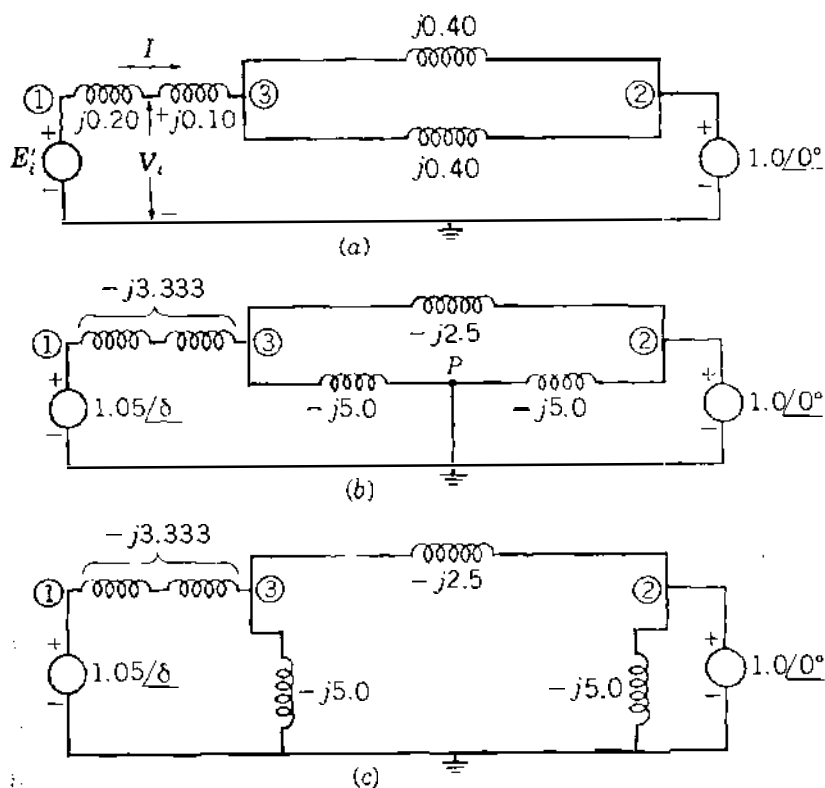 I
j0.40
① ③ ②
j0.20 + j0.10
+ E'ᵢ − Vₜ j0.40 + 1.0/0° −
−
(a)
−j3.333
① ③ −j2.5 ②
P
+ 1.05/δ − −j5.0 −j5.0 + 1.0/0° −
(b)
−j3.333
① ③ −j2.5 ②
+ 1.05/δ − −j5.0 −j5.0 + 1.0/0° −
(c)